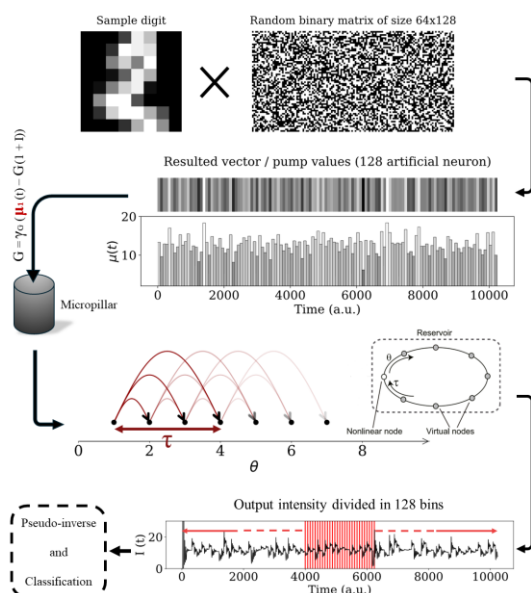 Sample digit
Random binary matrix of size 64x128
Resulted vector / pump values (128 artificial neuron)
G = γG (μ1(t) − G(1 + I))
μ(t)
20
10
0 2000 4000 6000 8000 10000
Time (a.u.)
Micropillar
Reservoir
θ
τ
Nonlinear node
Virtual nodes
τ
0 2 4 6 8
θ
Output intensity divided in 128 bins
Pseudo-inverse
and
Classification
I (t)
20
0
0 2000 4000 6000 8000 10000
Time (a.u.)